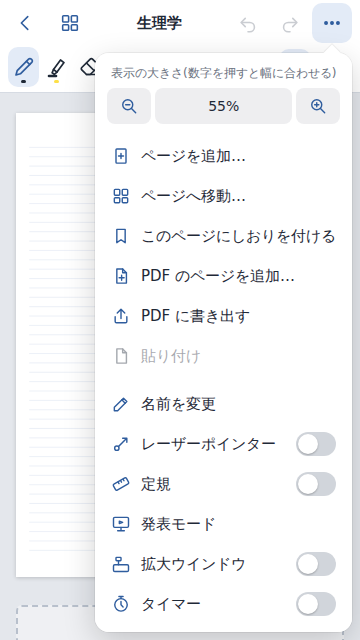 生理学
表示の大きさ(数字を押すと幅に合わせる)
55%
ページを追加...
ページへ移動...
このページにしおりを付ける
PDF のページを追加...
PDF に書き出す
貼り付け
名前を変更
レーザーポインター
定規
発表モード
拡大ウインドウ
タイマー